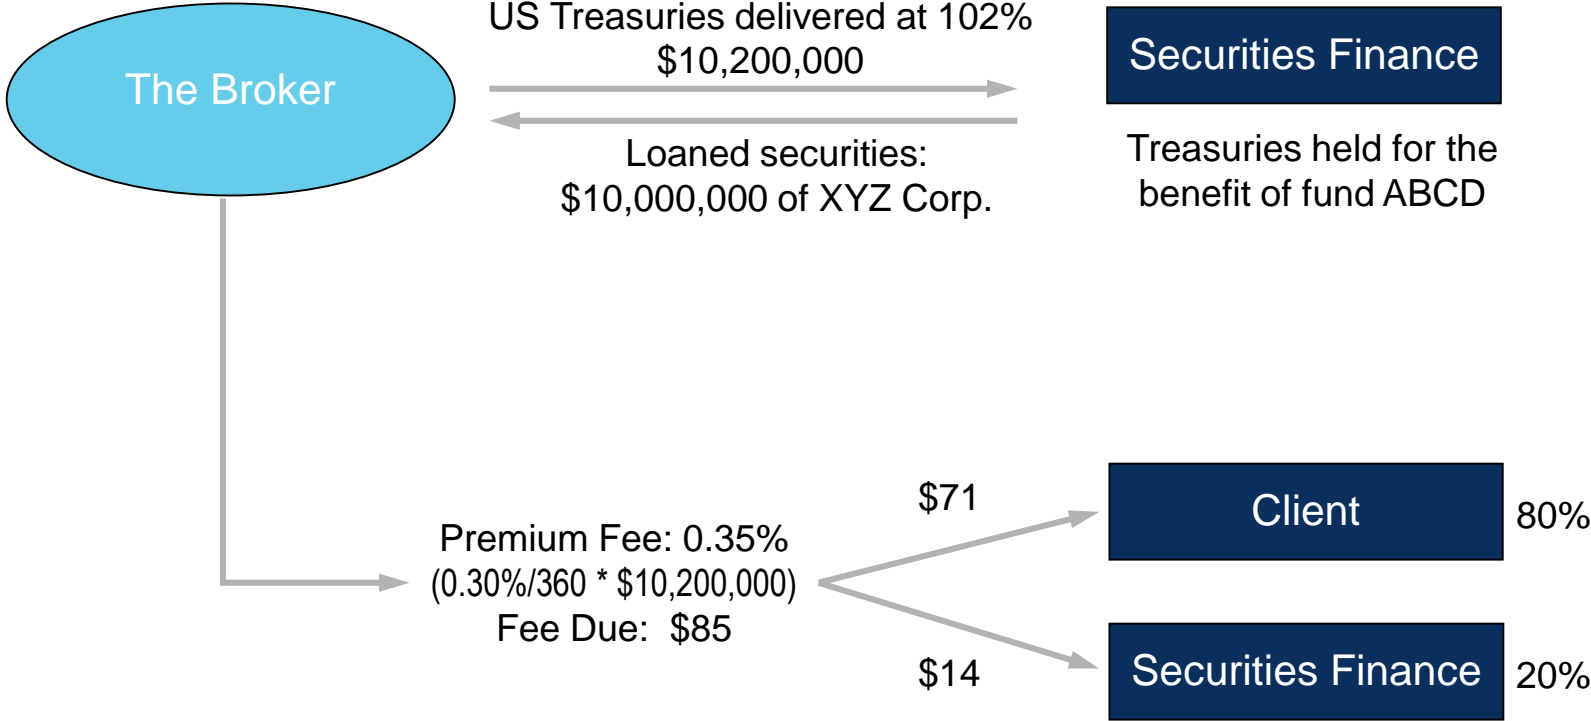 US Treasuries delivered at 102%
$10,200,000
The Broker
Securities Finance
Loaned securities:
$10,000,000 of XYZ Corp.
Treasuries held for the
benefit of fund ABCD
Premium Fee: 0.35%
(0.30%/360 * $10,200,000)
Fee Due: $85
$71
Client
80%
$14
Securities Finance
20%